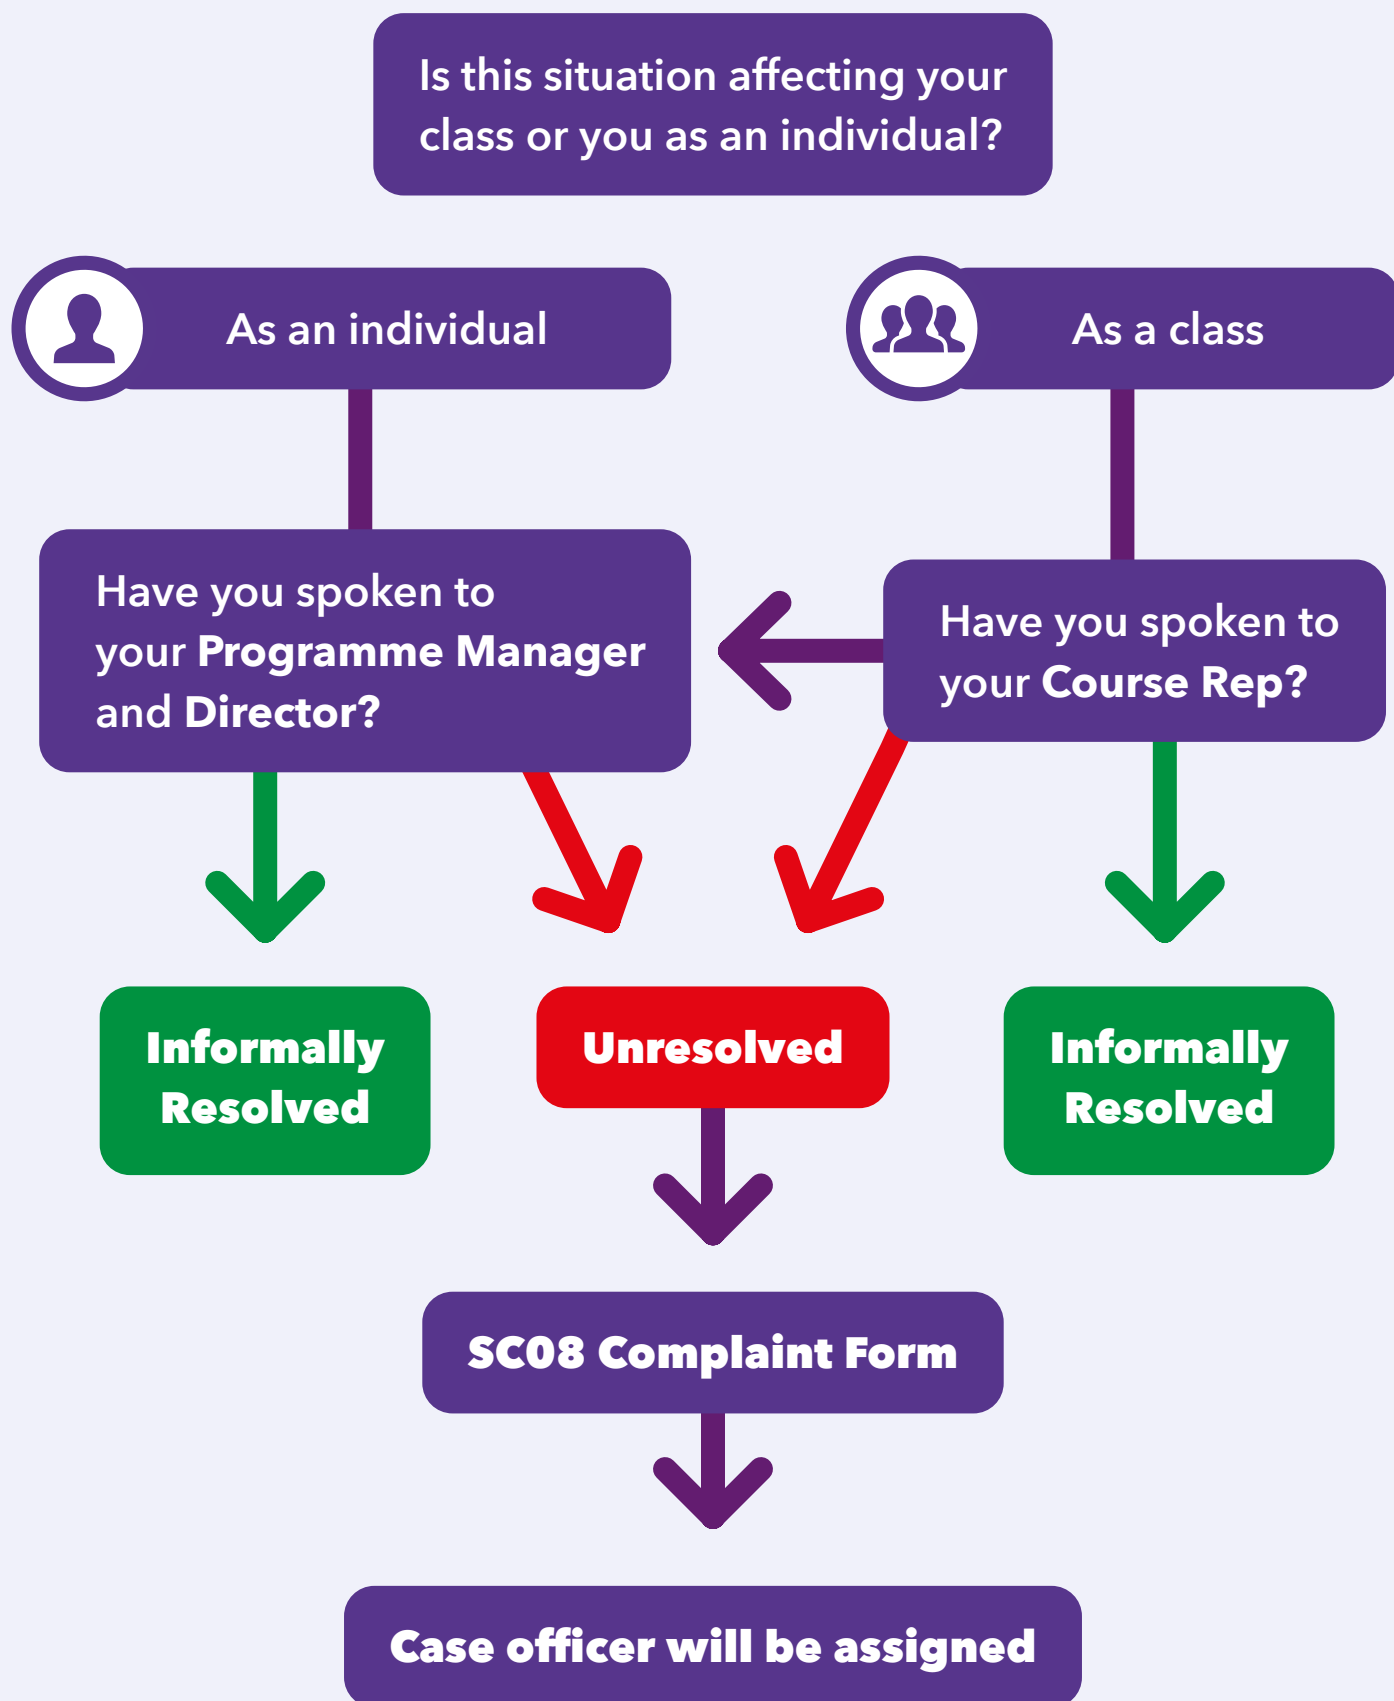 Is this situation affecting your
class or you as an individual?
As an individual
As a class
Have you spoken to
your Programme Manager
and Director?
Have you spoken to
your Course Rep?
Informally
Resolved
Unresolved
Informally
Resolved
SC08 Complaint Form
Case officer will be assigned